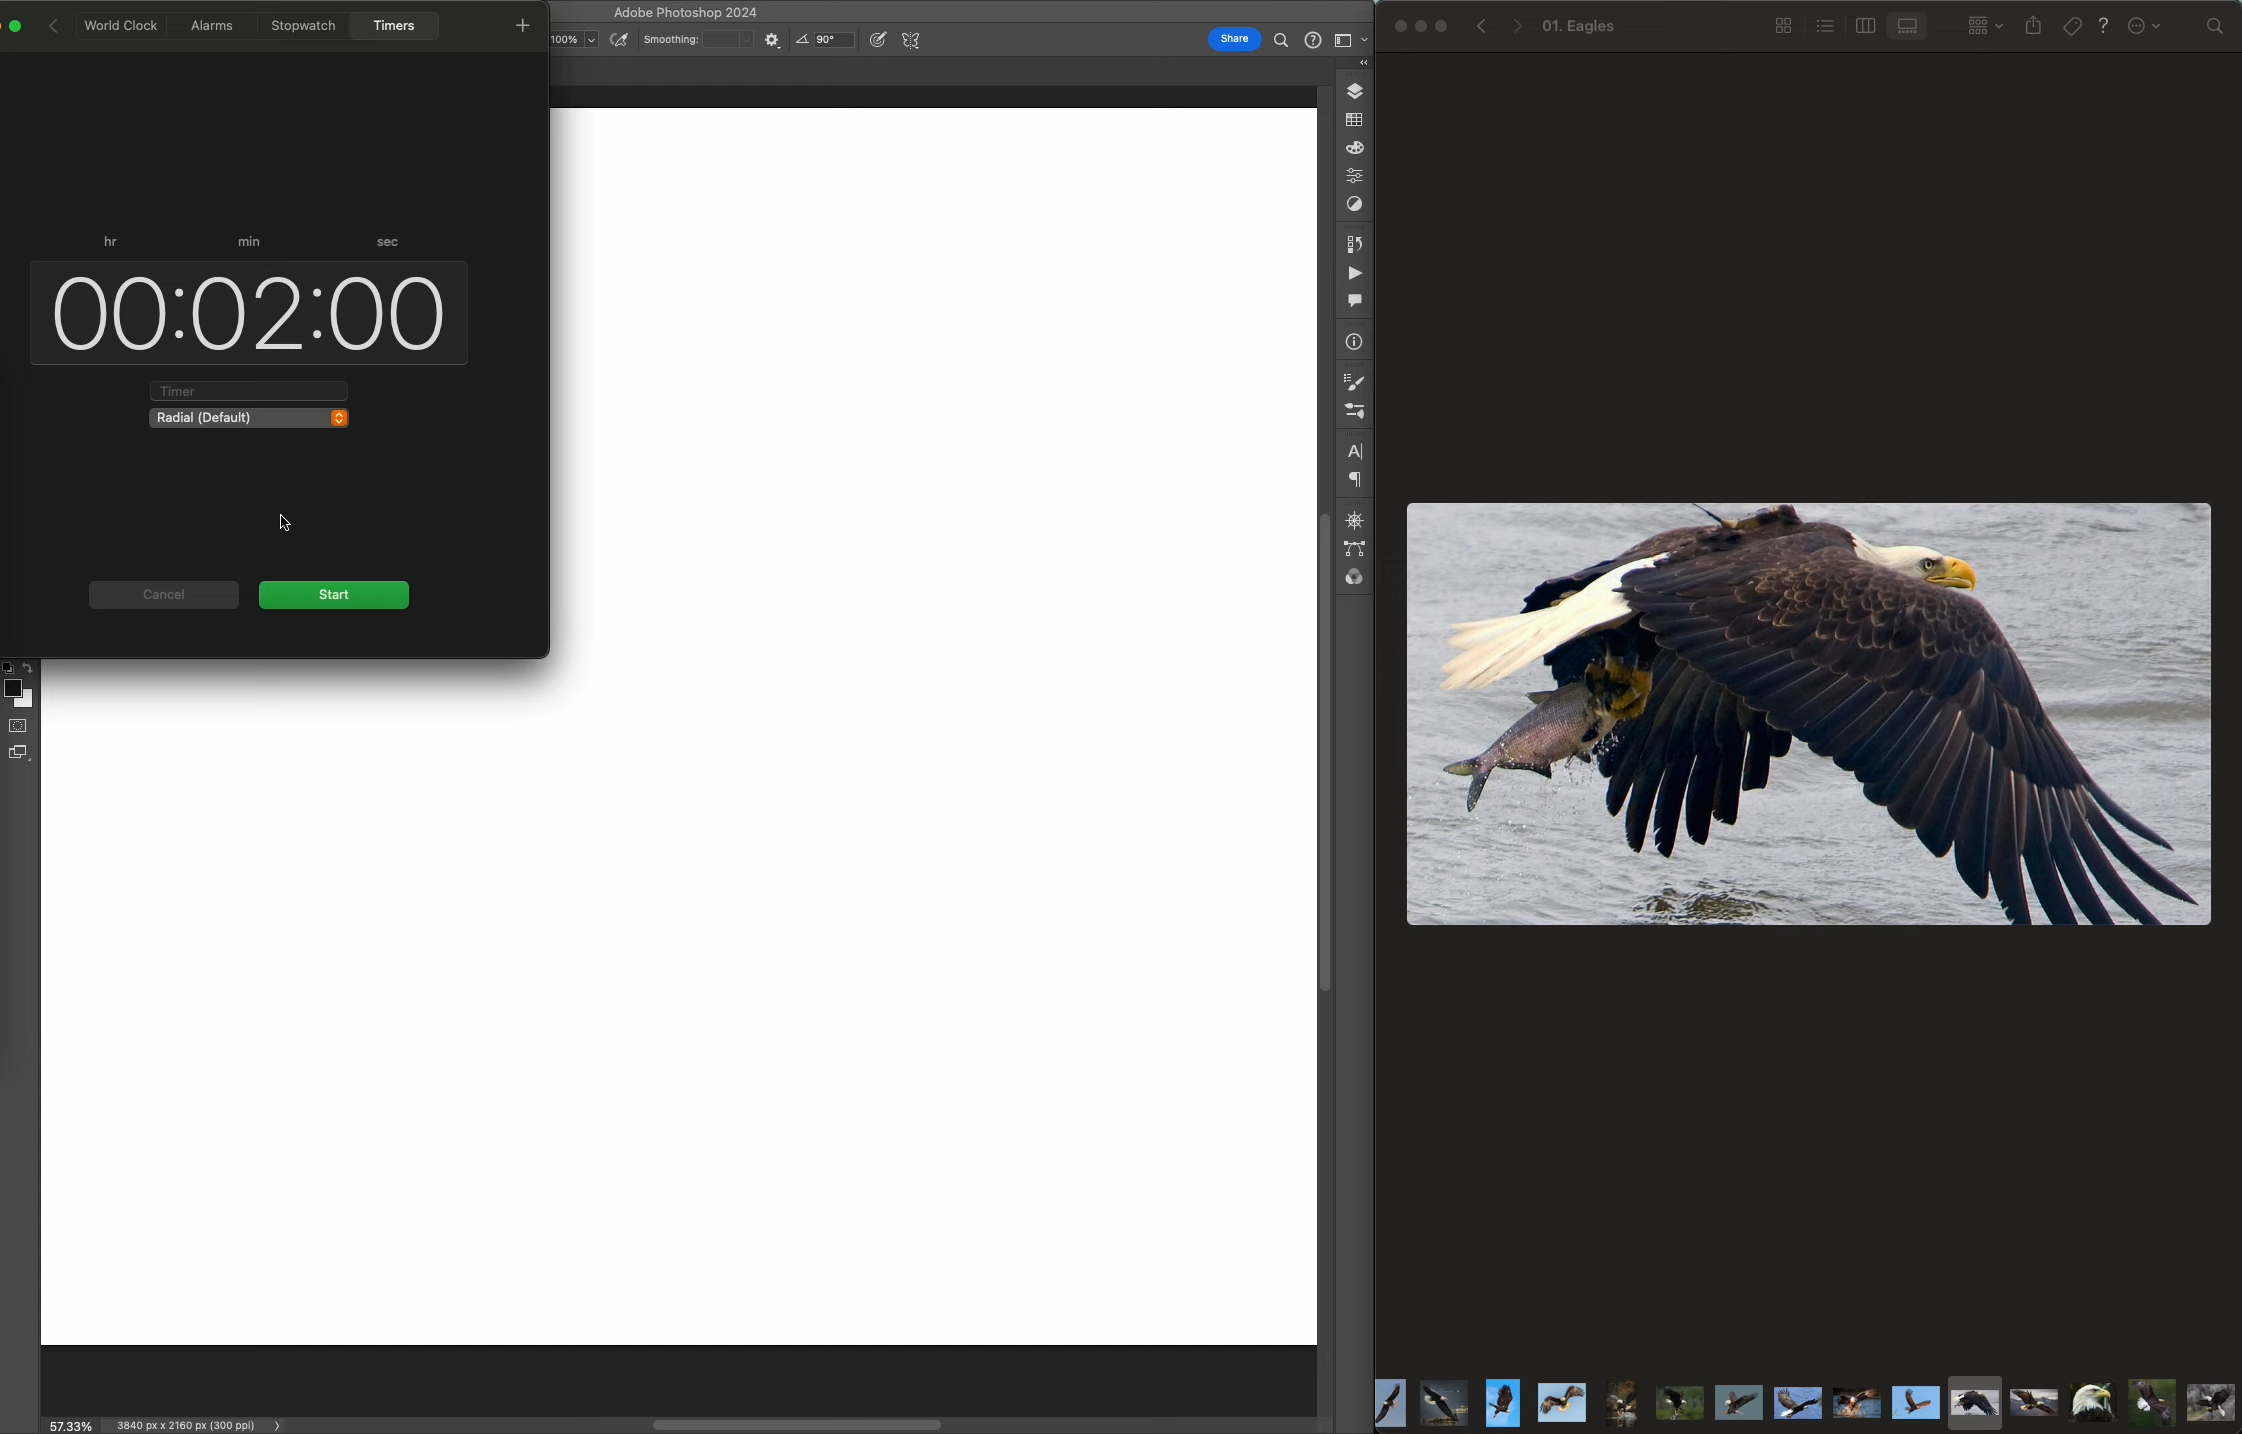 World Clock Alarms Stopwatch Timers
Adobe Photoshop 2024
100% Smoothing: 90° Share
01. Eagles
hr min sec
00:02:00
Timer
Radial (Default)
Cancel Start
57.33% 3840 px x 2160 px (300 ppi)